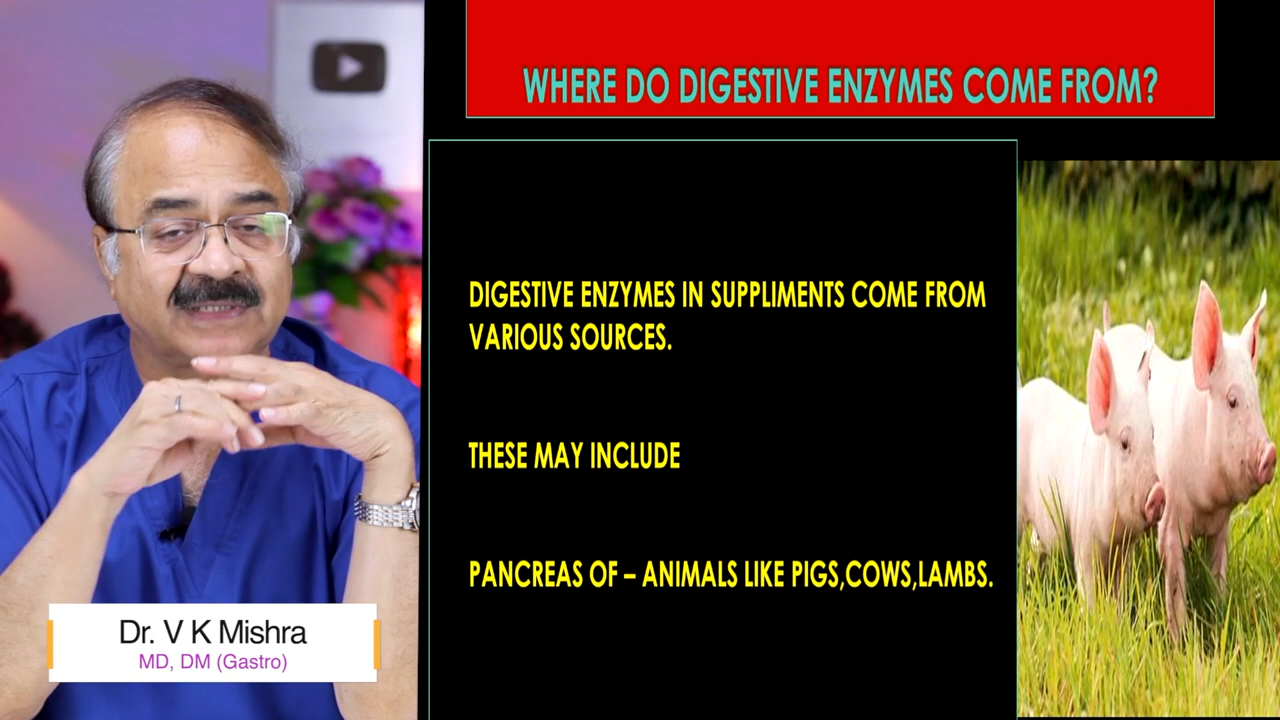 WHERE DO DIGESTIVE ENZYMES COME FROM?
DIGESTIVE ENZYMES IN SUPPLIMENTS COME FROM
VARIOUS SOURCES.
THESE MAY INCLUDE
PANCREAS OF – ANIMALS LIKE PIGS,COWS,LAMBS.
Dr. V K Mishra
MD, DM (Gastro)